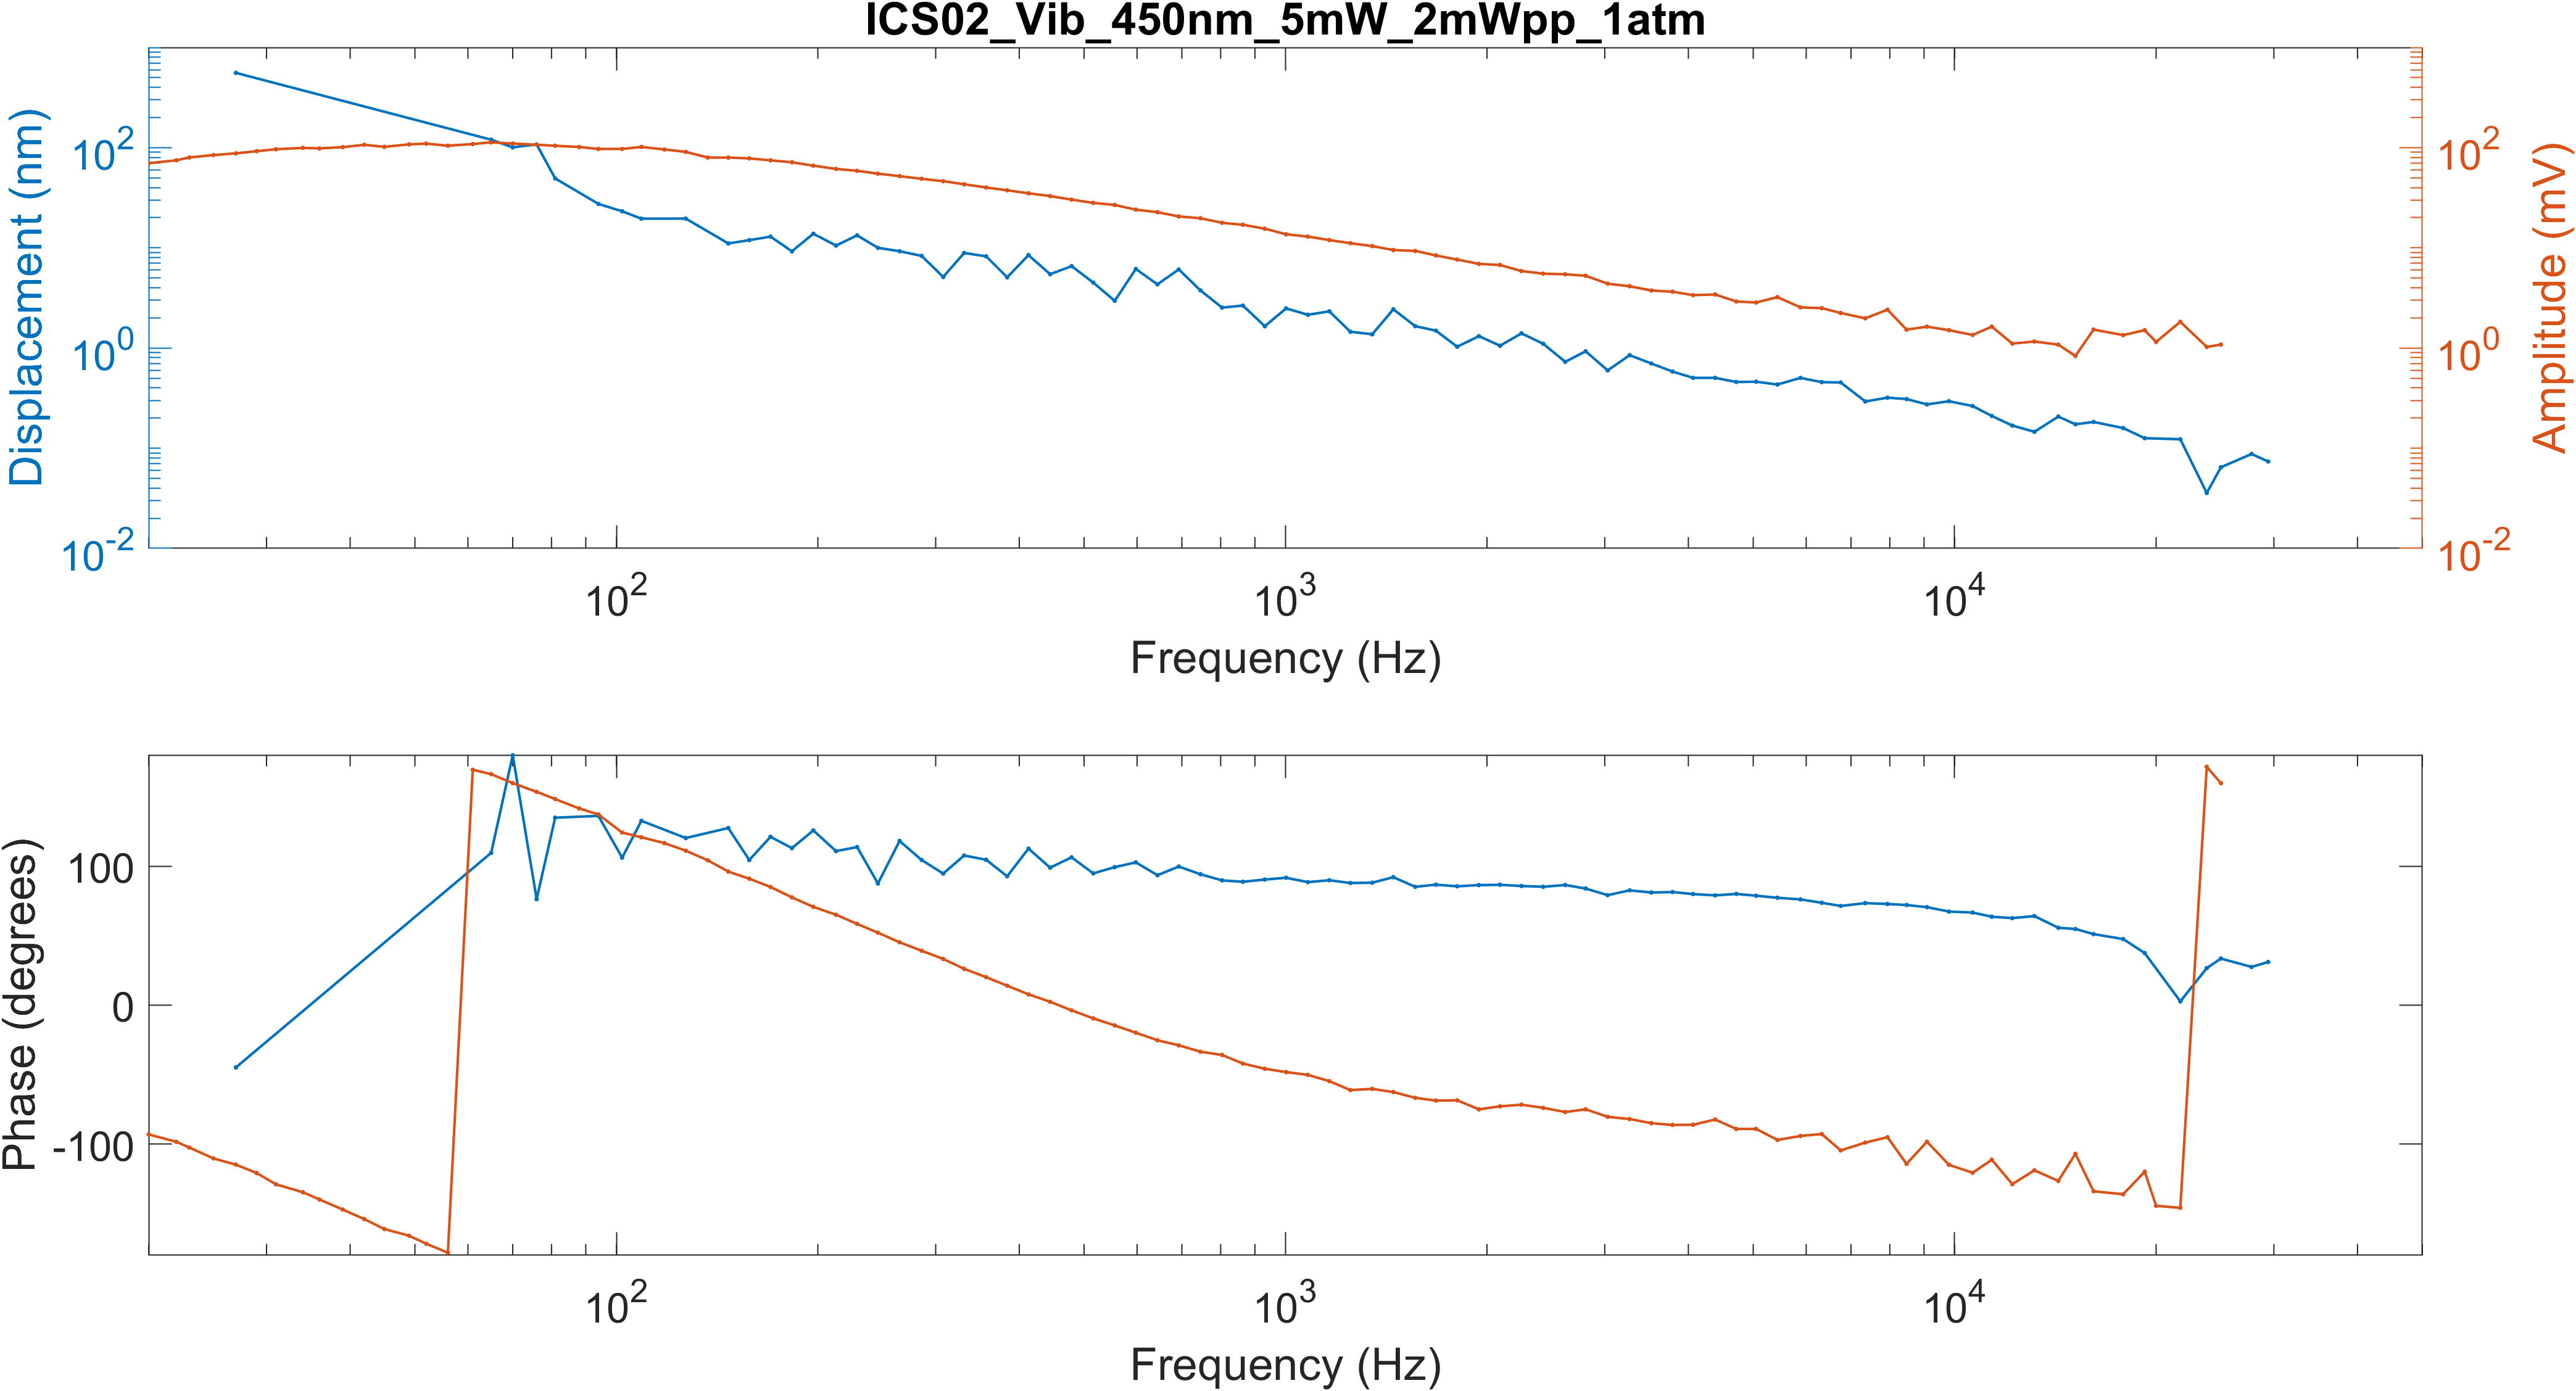 ICS02_Vib_450nm_5mW_2mWpp_1atm
Displacement (nm)
10^2
10^0
10^-2
Amplitude (mV)
10^2
10^0
10^-2
10^2 10^3 10^4
Frequency (Hz)
Phase (degrees)
100
0
-100
10^2 10^3 10^4
Frequency (Hz)